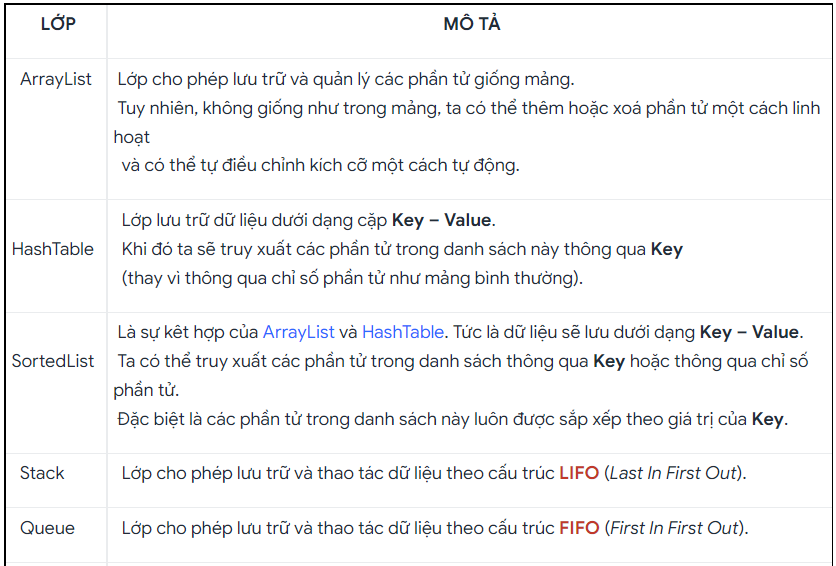 LỚP
MÔ TẢ
ArrayList
Lớp cho phép lưu trữ và quản lý các phần tử giống mảng.
Tuy nhiên, không giống như trong mảng, ta có thể thêm hoặc xoá phần tử một cách linh
hoạt
và có thể tự điều chỉnh kích cỡ một cách tự động.
HashTable
Lớp lưu trữ dữ liệu dưới dạng cặp Key – Value.
Khi đó ta sẽ truy xuất các phần tử trong danh sách này thông qua Key
(thay vì thông qua chỉ số phần tử như mảng bình thường).
SortedList
Là sự kêt hợp của ArrayList và HashTable. Tức là dữ liệu sẽ lưu dưới dạng Key – Value.
Ta có thể truy xuất các phần tử trong danh sách thông qua Key hoặc thông qua chỉ số
phần tử.
Đặc biệt là các phần tử trong danh sách này luôn được sắp xếp theo giá trị của Key.
Stack
Lớp cho phép lưu trữ và thao tác dữ liệu theo cấu trúc LIFO (Last In First Out).
Queue
Lớp cho phép lưu trữ và thao tác dữ liệu theo cấu trúc FIFO (First In First Out).